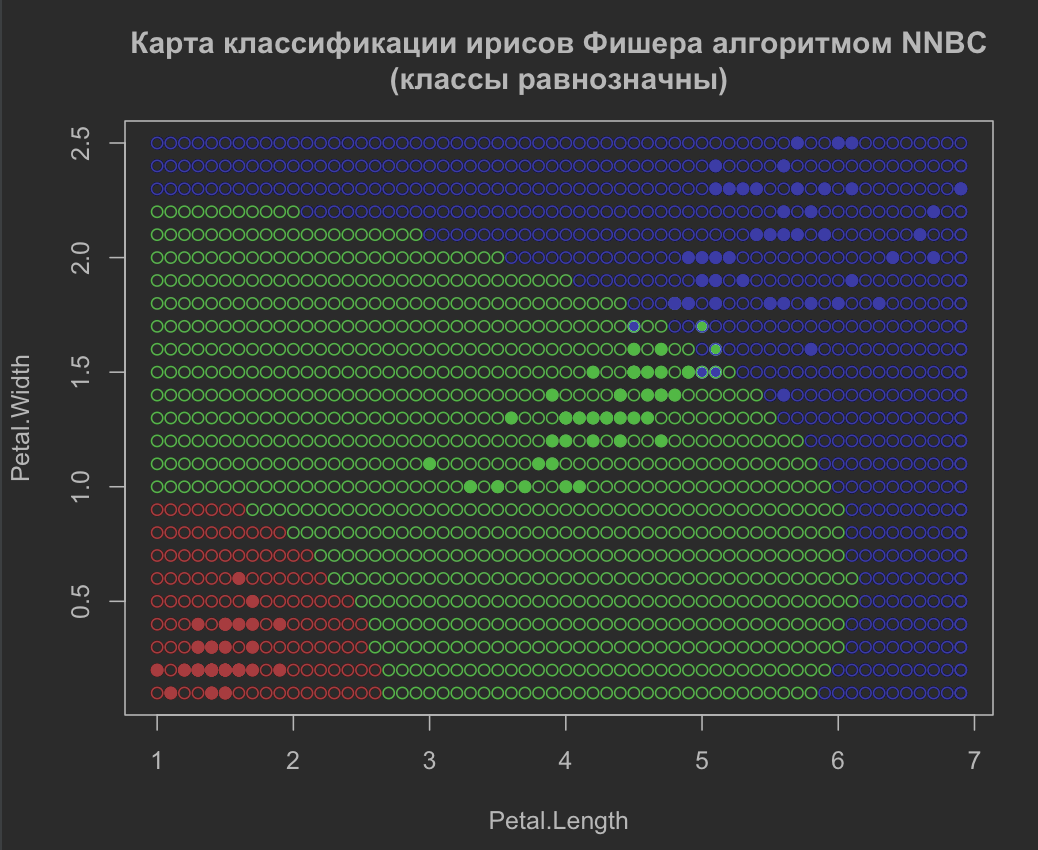 Карта классификации ирисов Фишера алгоритмом NNBC
(классы равнозначны)
2.5
2.0
1.5
1.0
0.5
Petal.Width
1 2 3 4 5 6 7
Petal.Length